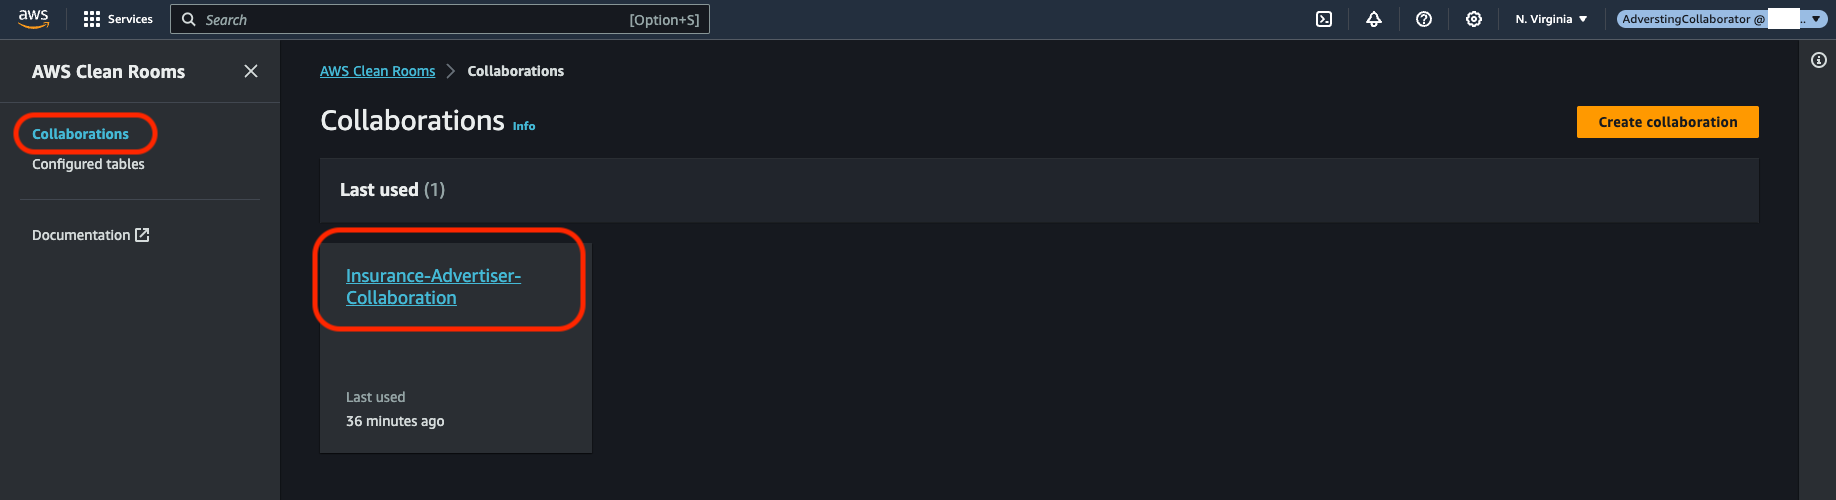 aws
Services
Search
[Option+S]
N. Virginia
AdverstingCollaborator @ ..
AWS Clean Rooms
Collaborations
Configured tables
Documentation
AWS Clean Rooms > Collaborations
Collaborations Info
Create collaboration
Last used (1)
Insurance-Advertiser-
Collaboration
Last used
36 minutes ago